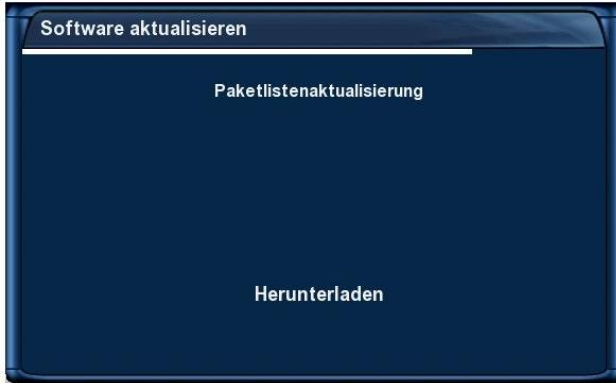 Software aktualisieren
Paketlistenaktualisierung
Herunterladen